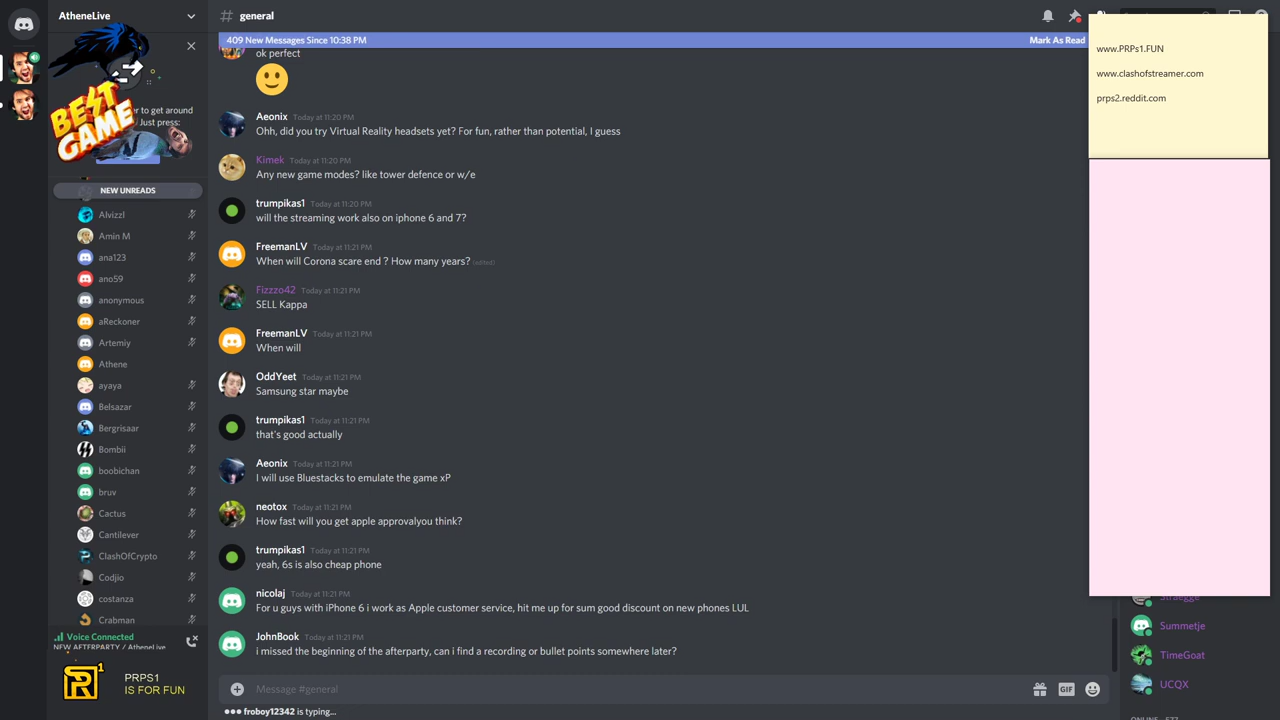 AtheneLive
# general
409 New Messages Since 10:38 PM
Mark As Read
ok perfect
BEST GAME
er to get around
Just press:
NEW UNREADS
Alvizzl
Amin M
ana123
ano59
anonymous
aReckoner
Artemiy
Athene
ayaya
Belsazar
Bergrisaar
Bombii
boobichan
bruv
Cactus
Cantilever
ClashOfCrypto
Codjio
costanza
Crabman
Voice Connected
NEW AFTERPARTY / AtheneLive
PRPS1
IS FOR FUN
Aeonix Today at 11:20 PM
Ohh, did you try Virtual Reality headsets yet? For fun, rather than potential, I guess
Kimek Today at 11:20 PM
Any new game modes? like tower defence or w/e
trumpikas1 Today at 11:20 PM
will the streaming work also on iphone 6 and 7?
FreemanLV Today at 11:21 PM
When will Corona scare end ? How many years? (edited)
Fizzzo42 Today at 11:21 PM
SELL Kappa
FreemanLV Today at 11:21 PM
When will
OddYeet Today at 11:21 PM
Samsung star maybe
trumpikas1 Today at 11:21 PM
that's good actually
Aeonix Today at 11:21 PM
I will use Bluestacks to emulate the game xP
neotox Today at 11:21 PM
How fast will you get apple approvalyou think?
trumpikas1 Today at 11:21 PM
yeah, 6s is also cheap phone
nicolaj Today at 11:21 PM
For u guys with iPhone 6 i work as Apple customer service, hit me up for sum good discount on new phones LUL
JohnBook Today at 11:21 PM
i missed the beginning of the afterparty, can i find a recording or bullet points somewhere later?
Message #general
GIF
froboy12342 is typing...
www.PRPs1.FUN
www.clashofstreamer.com
prps2.reddit.com
Summetje
TimeGoat
UCQX